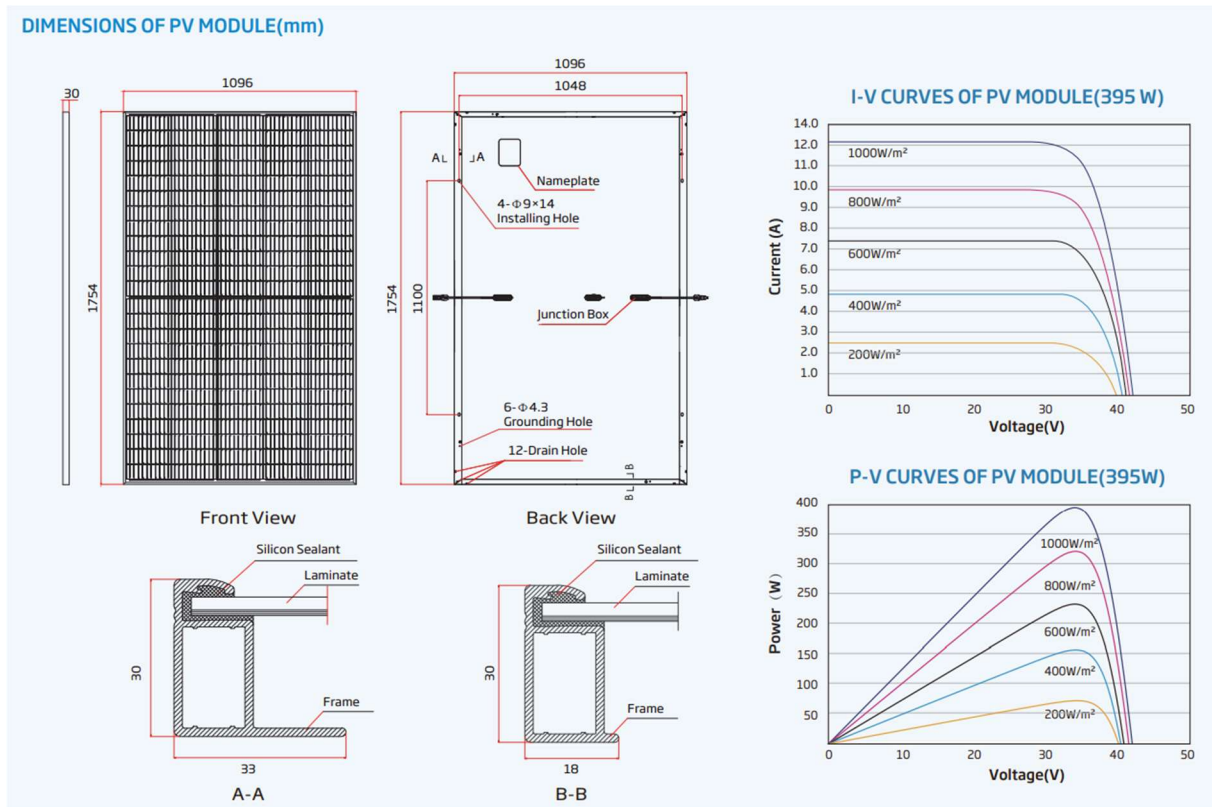 DIMENSIONS OF PV MODULE(mm)
30
1096
1754
Front View
1096
1048
A
A
Nameplate
4-Φ9×14
Installing Hole
1754
1100
Junction Box
6-Φ4.3
Grounding Hole
12-Drain Hole
B
B
Back View
Silicon Sealant
Laminate
30
Frame
33
A-A
Silicon Sealant
Laminate
30
Frame
18
B-B
I-V CURVES OF PV MODULE(395 W)
Current (A)
14.0
12.0
11.0
10.0
9.0
8.0
7.0
6.0
5.0
4.0
3.0
2.0
1.0
1000W/m²
800W/m²
600W/m²
400W/m²
200W/m²
0 10 20 30 40 50
Voltage(V)
P-V CURVES OF PV MODULE(395W)
Power (W)
400
350
300
250
200
150
100
50
1000W/m²
800W/m²
600W/m²
400W/m²
200W/m²
0 10 20 30 40 50
Voltage(V)